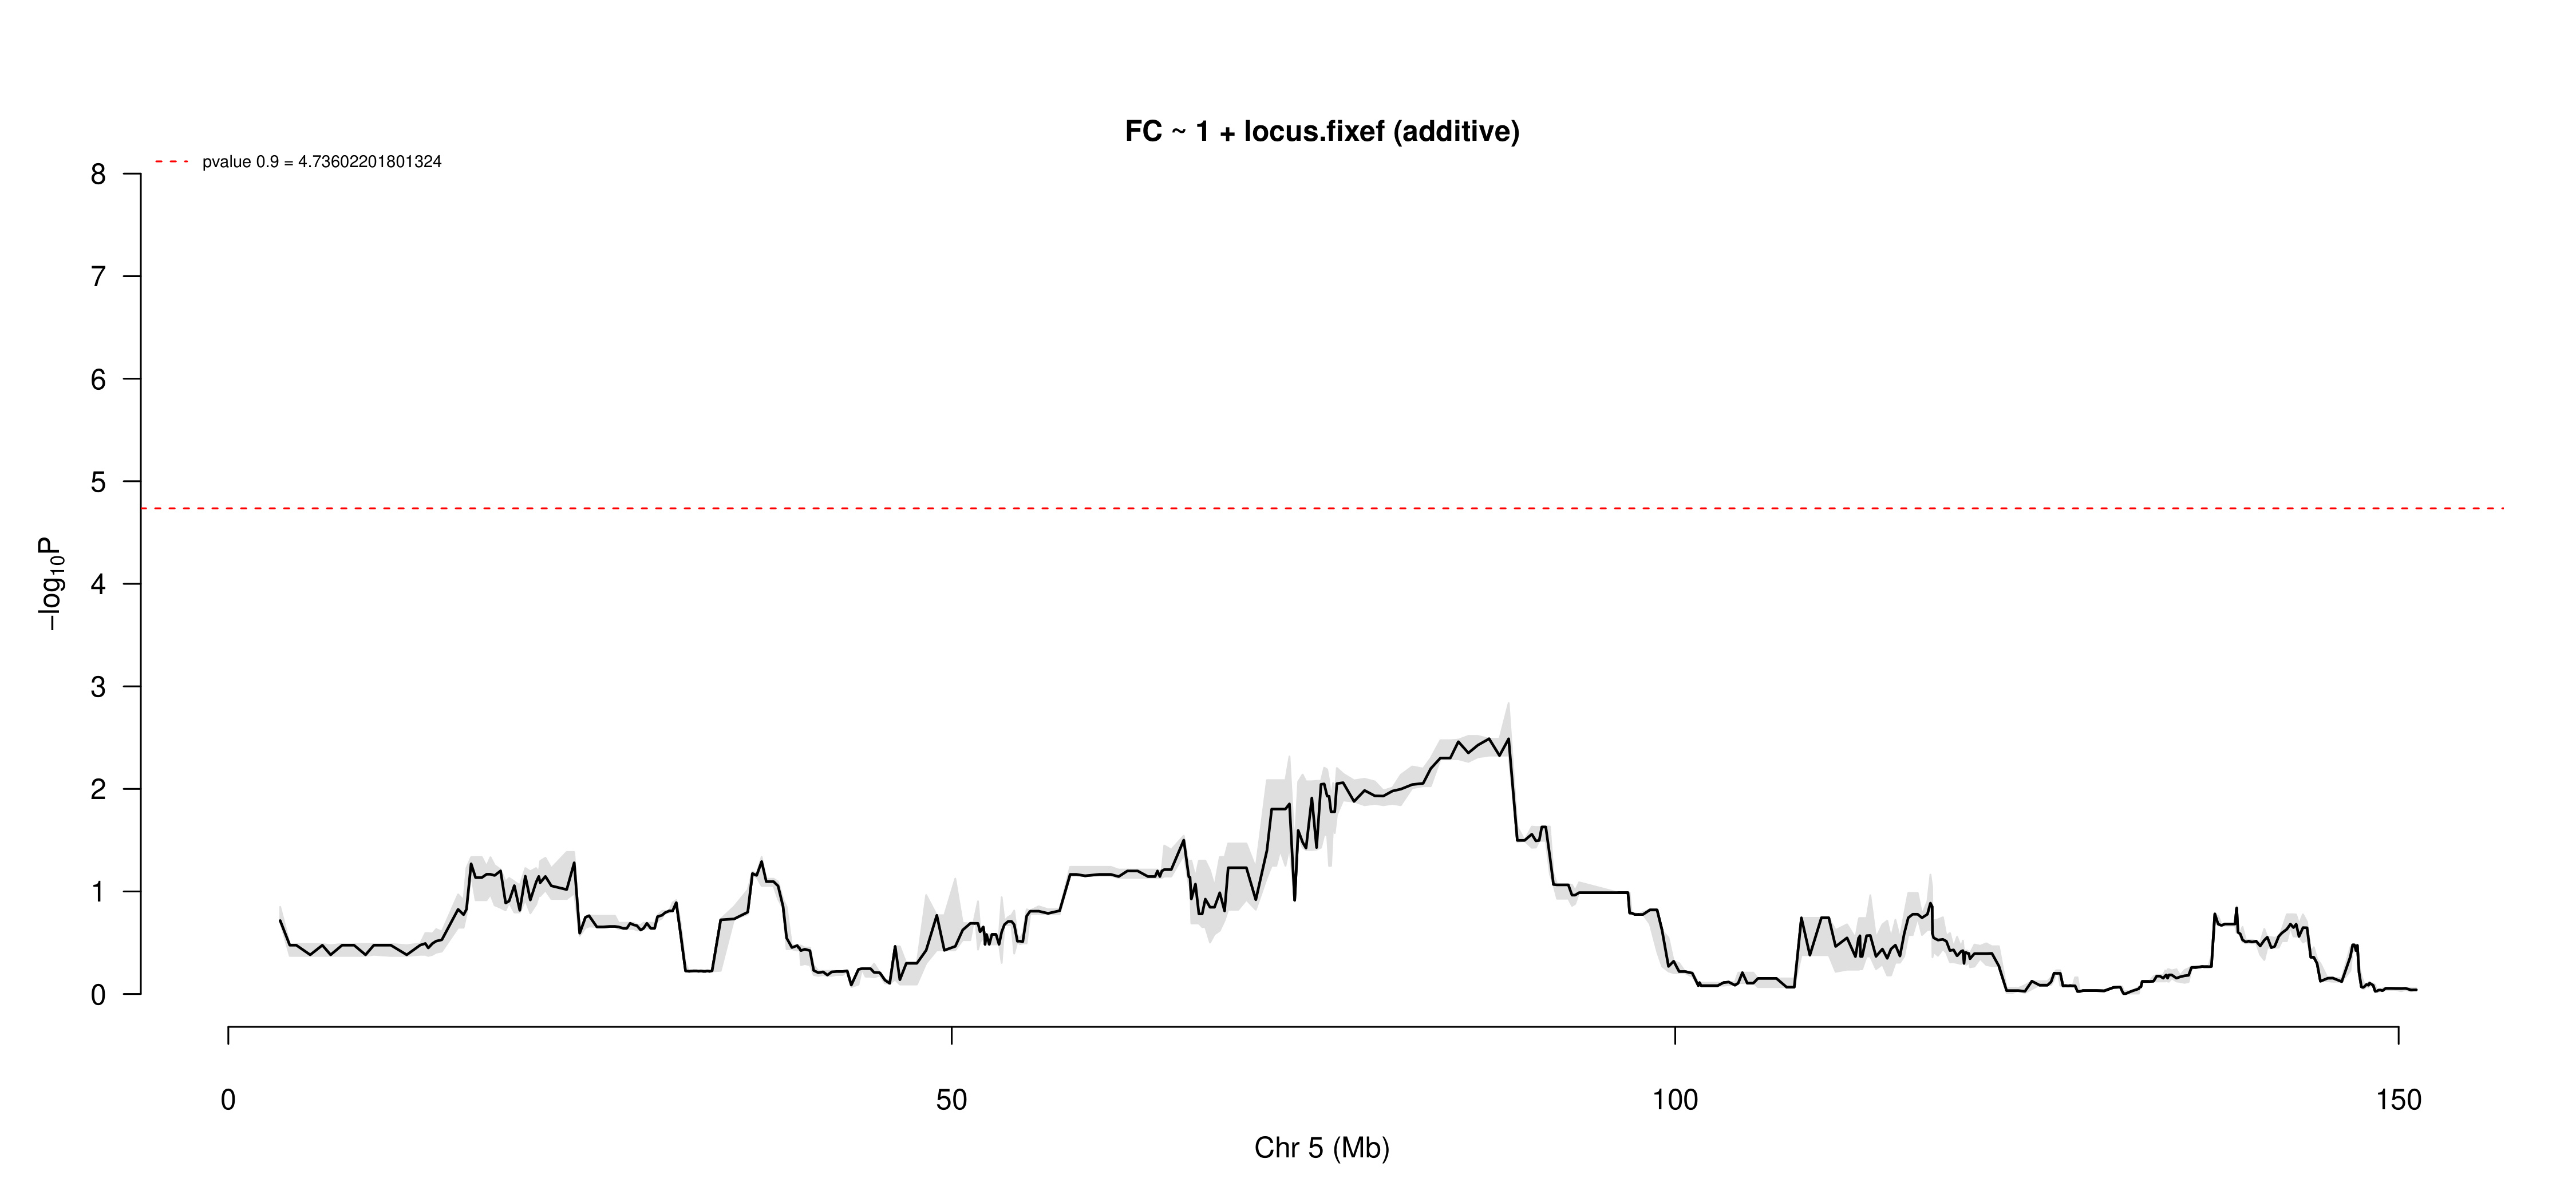 FC ~ 1 + locus.fixef (additive)
pvalue 0.9 = 4.73602201801324
8
7
6
5
4
3
2
1
0
−log10P
0 50 100 150
Chr 5 (Mb)